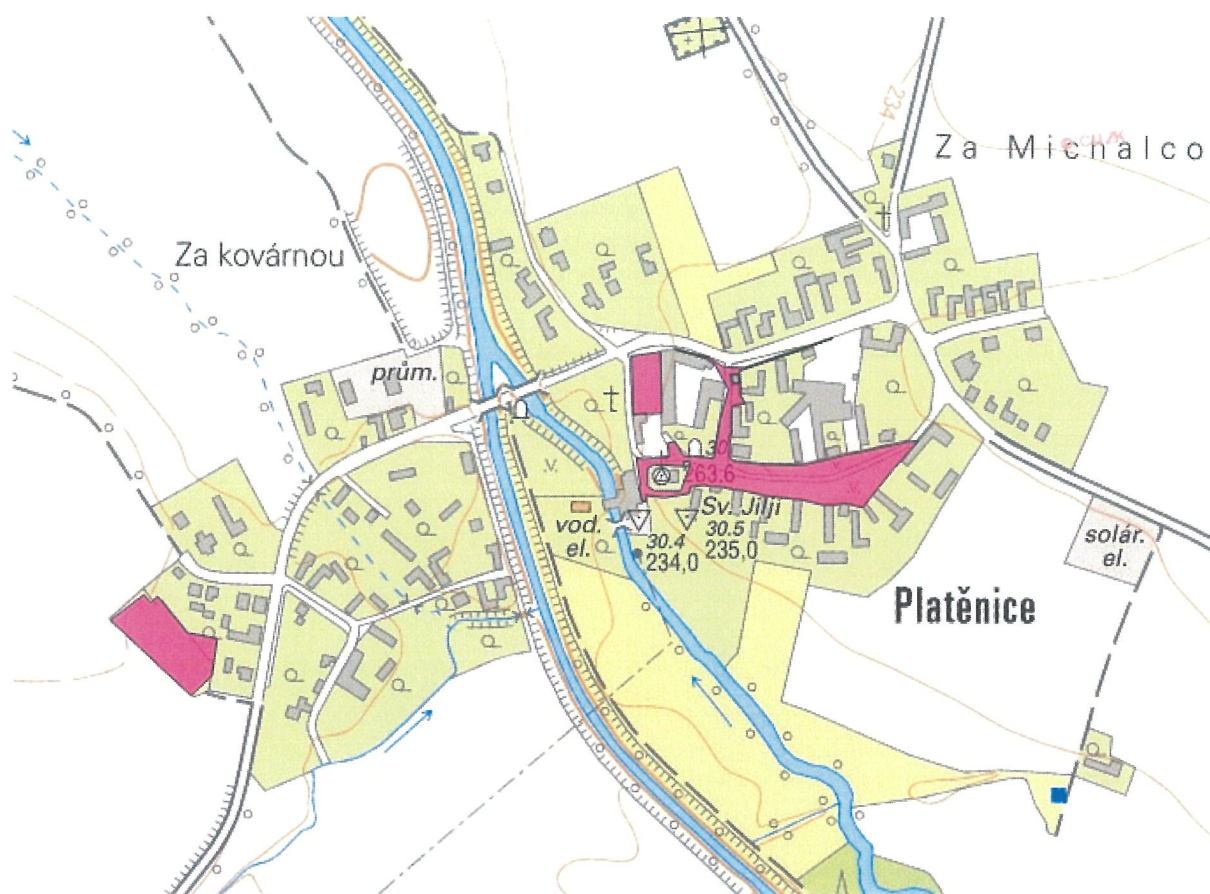 234
Za Michalco
Za kovárnou
prům.
30
263.6
Sv. Jiljí
30.5
235,0
vod.
el.
30.4
234,0
solár.
el.
Platěnice